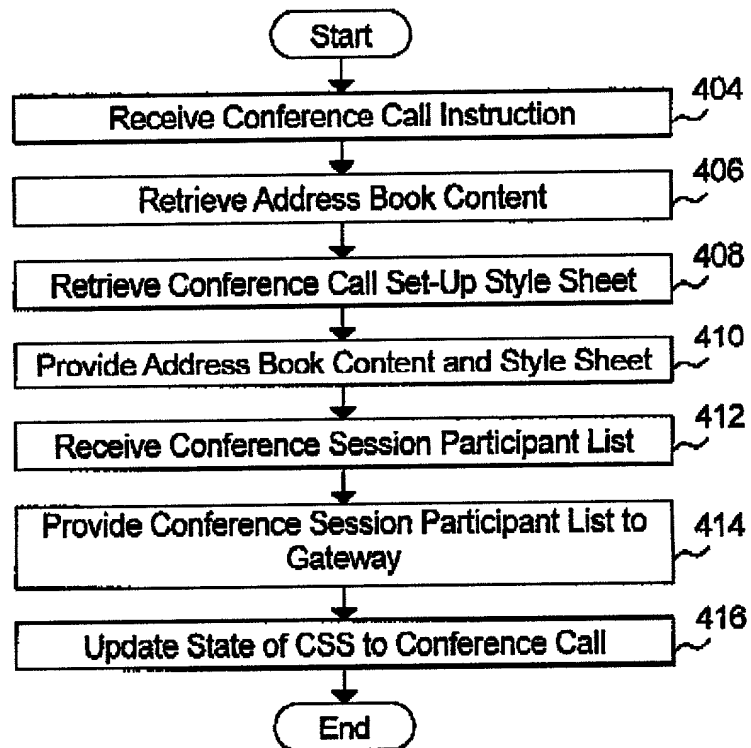 Start
Receive Conference Call Instruction
404
Retrieve Address Book Content
406
Retrieve Conference Call Set-Up Style Sheet
408
Provide Address Book Content and Style Sheet
410
Receive Conference Session Participant List
412
Provide Conference Session Participant List to
Gateway
414
Update State of CSS to Conference Call
416
End